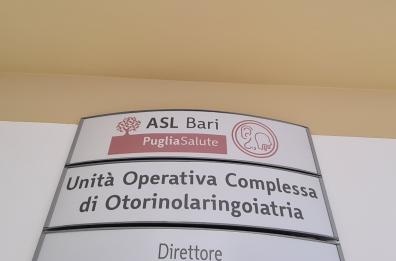 ASL Bari
PugliaSalute
Unità Operativa Complessa
di Otorinolaringoiatria
Direttore